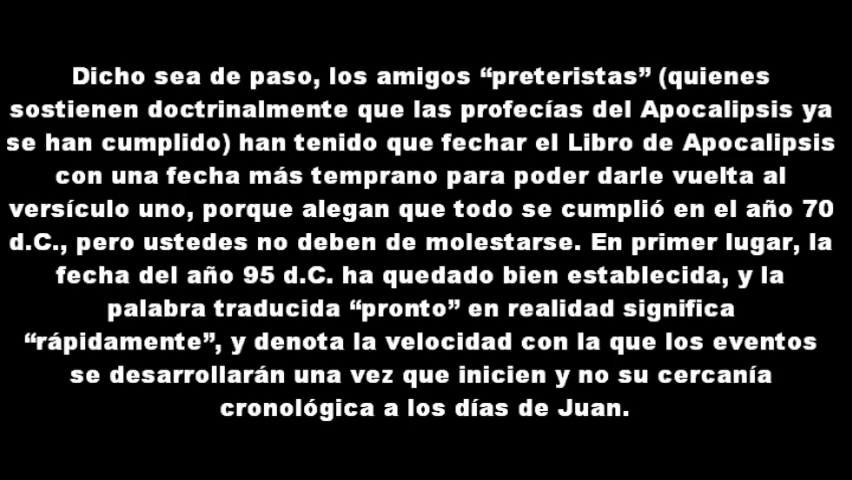 Dicho sea de paso, los amigos “preteristas” (quienes
sostienen doctrinalmente que las profecías del Apocalipsis ya
se han cumplido) han tenido que fechar el Libro de Apocalipsis
con una fecha más temprano para poder darle vuelta al
versículo uno, porque alegan que todo se cumplió en el año 70
d.C., pero ustedes no deben de molestarse. En primer lugar, la
fecha del año 95 d.C. ha quedado bien establecida, y la
palabra traducida “pronto” en realidad significa
“rápidamente”, y denota la velocidad con la que los eventos
se desarrollarán una vez que inicien y no su cercanía
cronológica a los días de Juan.